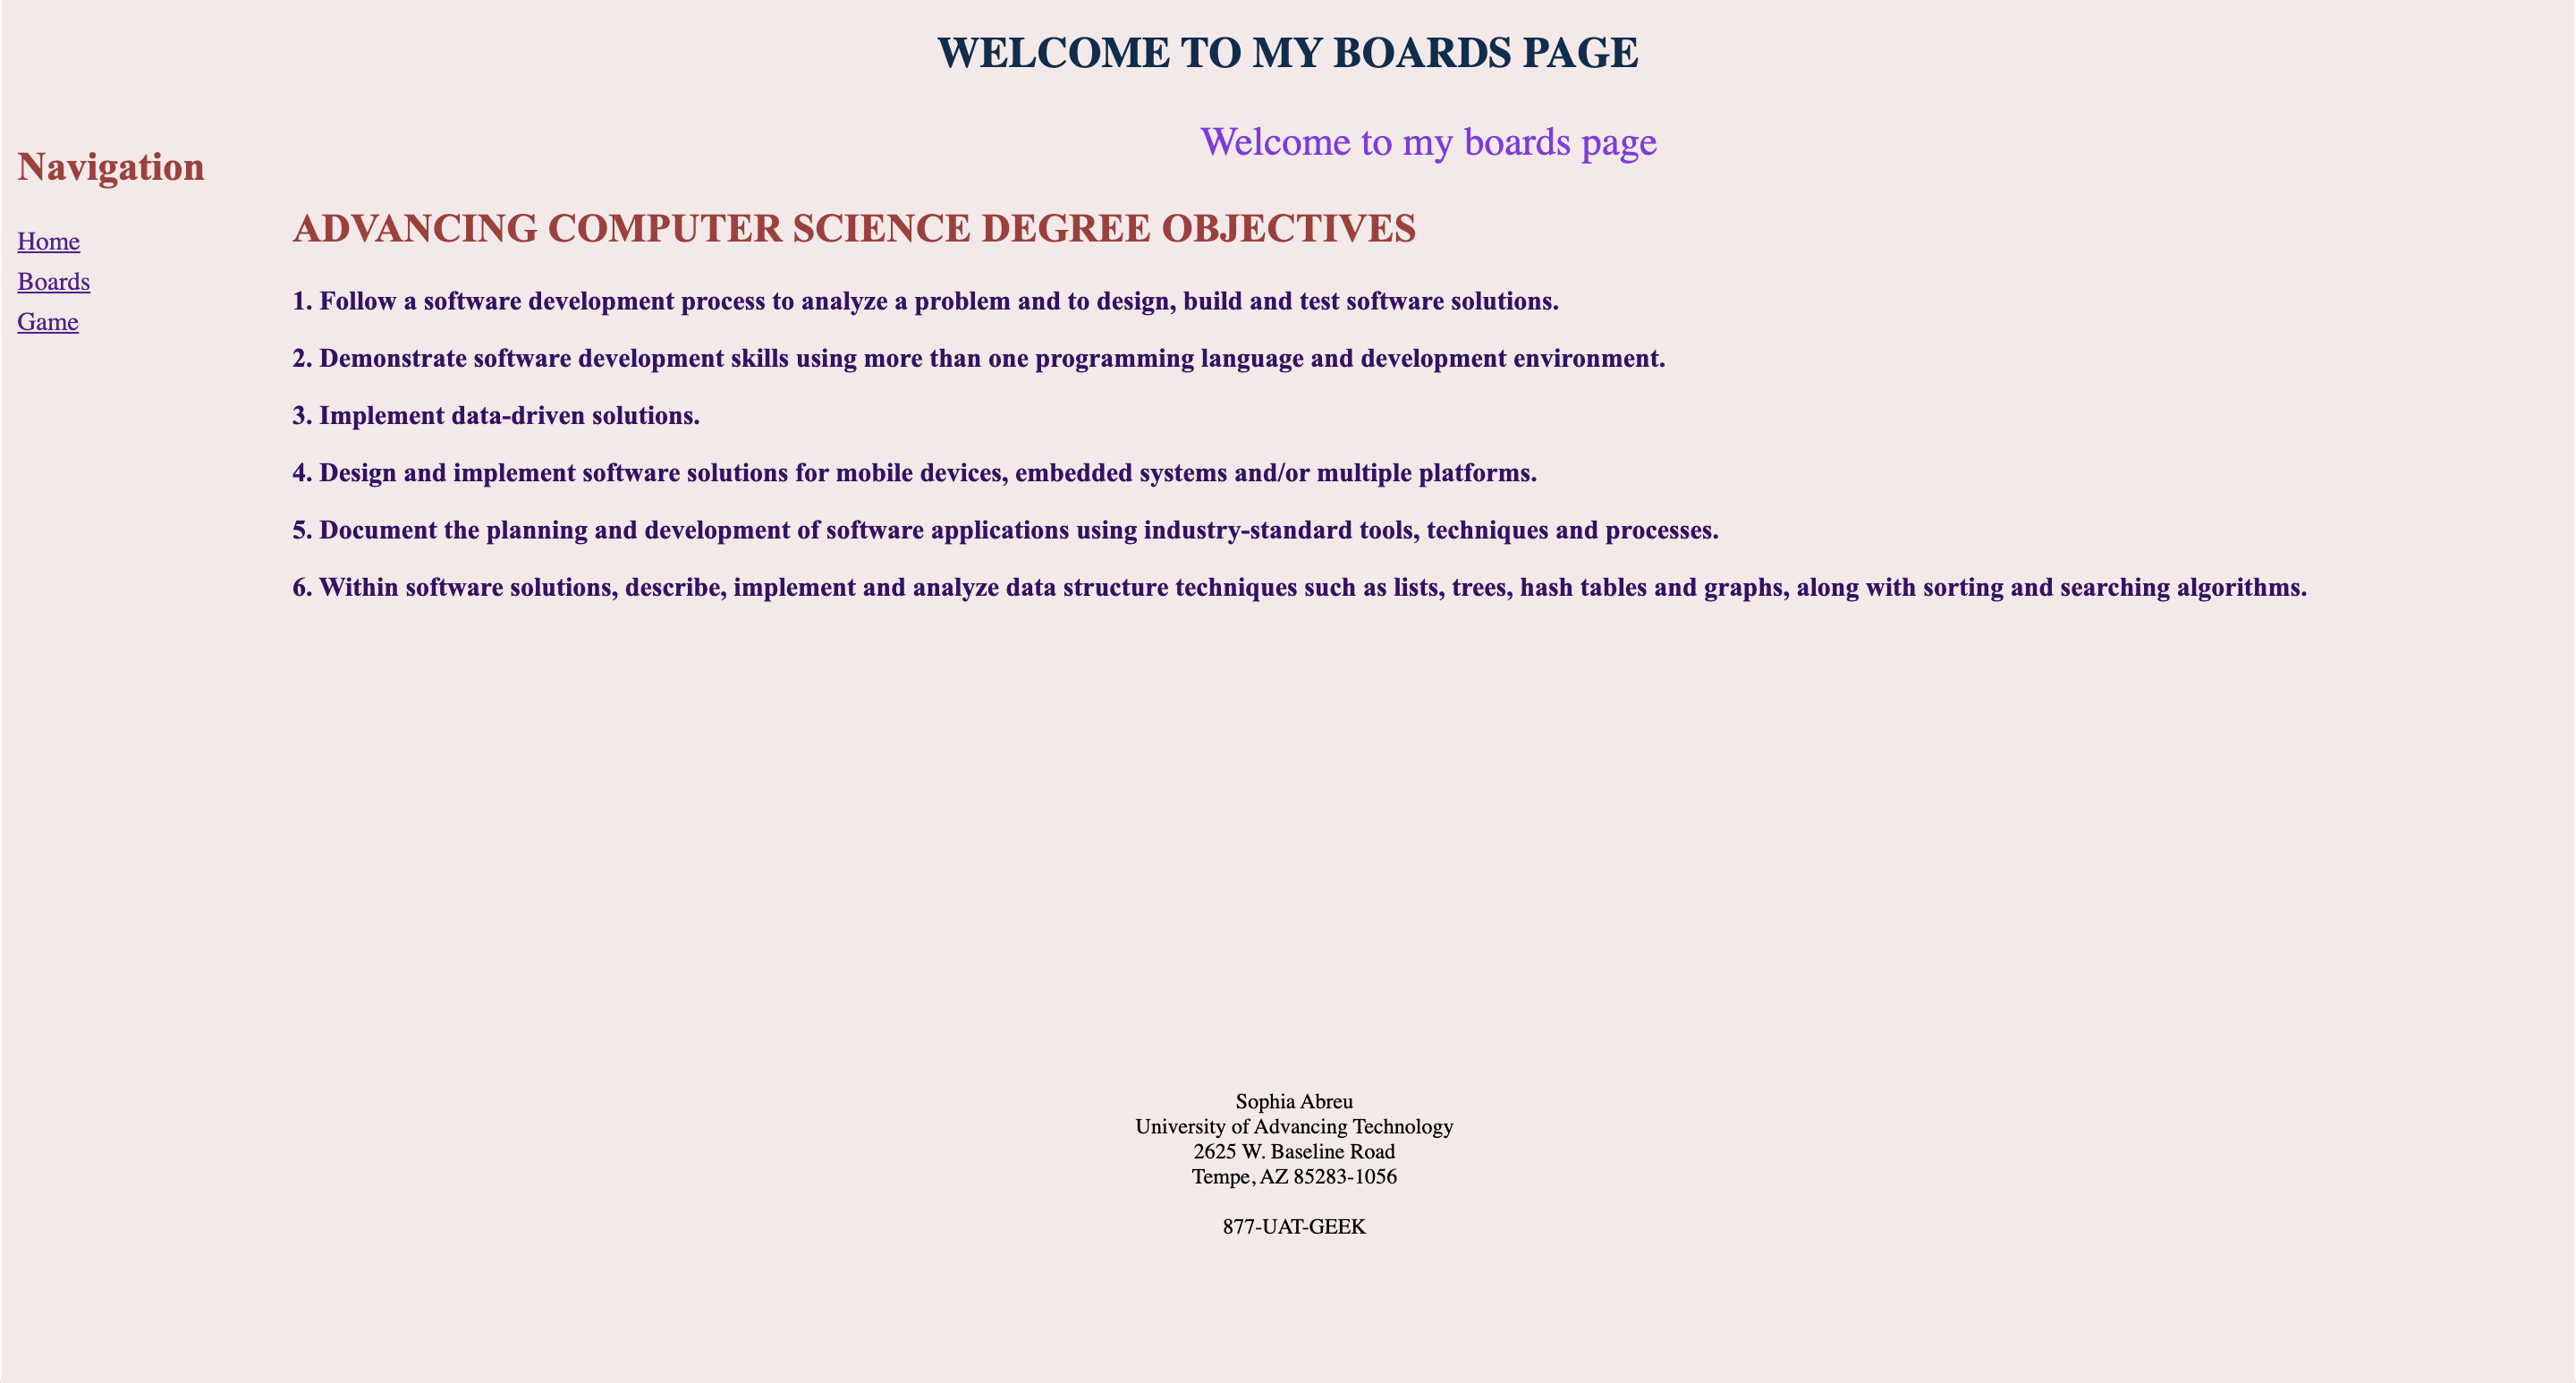 WELCOME TO MY BOARDS PAGE
Navigation
Home
Boards
Game
Welcome to my boards page
ADVANCING COMPUTER SCIENCE DEGREE OBJECTIVES
1. Follow a software development process to analyze a problem and to design, build and test software solutions.
2. Demonstrate software development skills using more than one programming language and development environment.
3. Implement data-driven solutions.
4. Design and implement software solutions for mobile devices, embedded systems and/or multiple platforms.
5. Document the planning and development of software applications using industry-standard tools, techniques and processes.
6. Within software solutions, describe, implement and analyze data structure techniques such as lists, trees, hash tables and graphs, along with sorting and searching algorithms.
Sophia Abreu
University of Advancing Technology
2625 W. Baseline Road
Tempe, AZ 85283-1056
877-UAT-GEEK